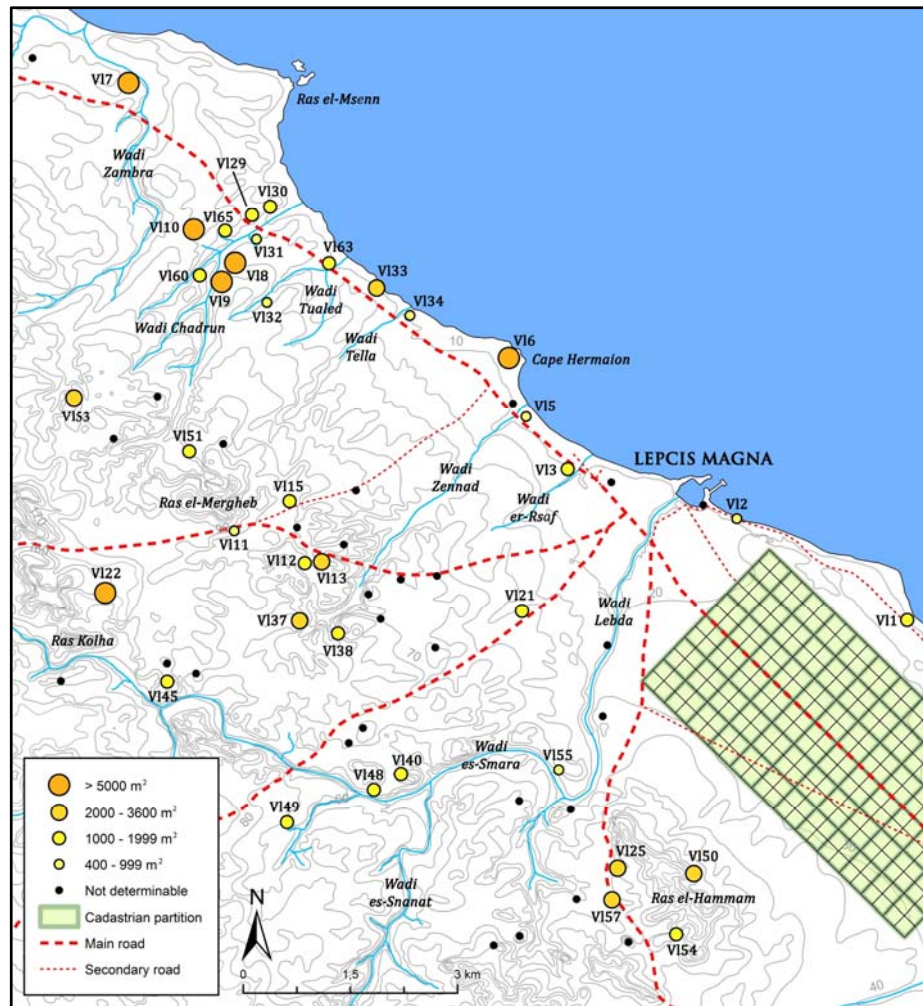 Vl7
Ras el-Msenn
Wadi
Zambra
Vl29
Vl30
Vl10
Vl65
Vl31
Vl63
Vl60
Vl8
Vl9
Vl33
Vl32
Wadi
Tualed
Vl34
Wadi Chadrun
Wadi
Tella
10
Vl6
Cape Hermaion
Vl53
Vl5
Vl51
Vl3
LEPCIS MAGNA
Vl15
Wadi
Zennad
Ras el-Mergheb
Wadi
er-Rsaf
Vl2
Vl11
Vl12
Vl13
Vl22
Vl21
Wadi
Lebda
20
Vl1
Vl37
Vl38
Ras Kolha
70
Vl45
Wadi
es-Smara
Vl55
Vl40
Vl48
60
Vl49
80
> 5000 m²
2000 - 3600 m²
1000 - 1999 m²
400 - 999 m²
Not determinable
Cadastrian partition
Main road
Secondary road
Wadi
es-Snanat
Vl25
Vl50
Ras el-Hammam
Vl57
Vl54
N
0 1,5 3 km
40